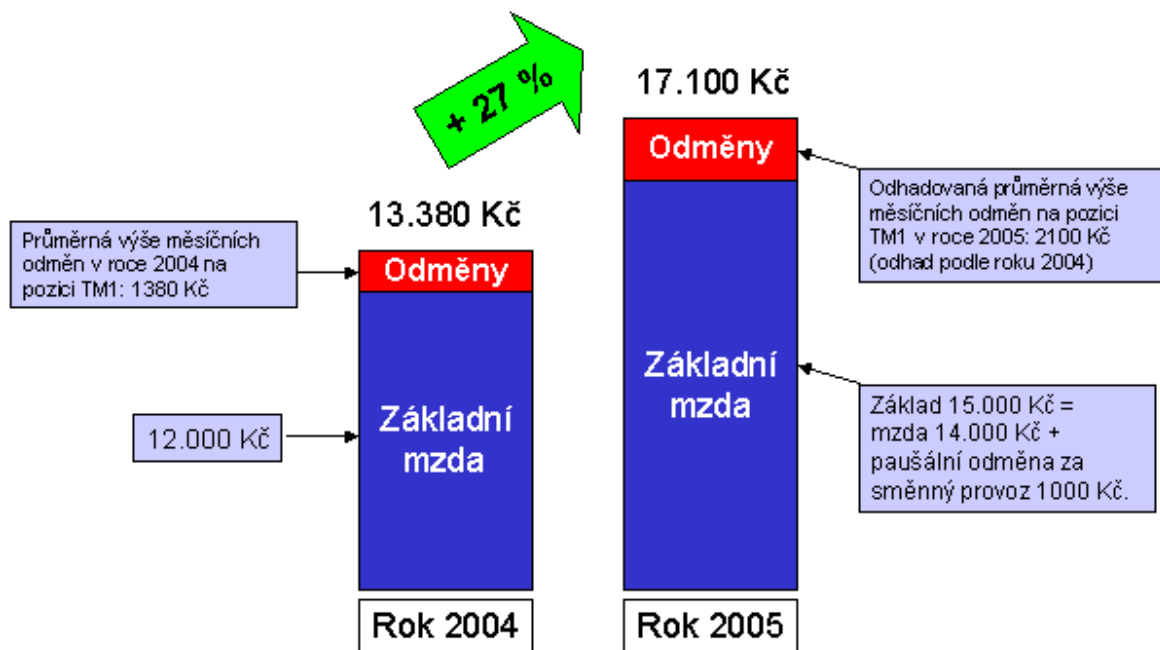 + 27 %
17.100 Kč
Odměny
Odhadovaná průměrná výše
měsíčních odměn na pozici
TM1 v roce 2005: 2100 Kč
(odhad podle roku 2004)
13.380 Kč
Průměrná výše měsíčních
odměn v roce 2004 na
pozici TM1: 1380 Kč
Odměny
Základní
mzda
Základ 15.000 Kč =
mzda 14.000 Kč +
paušální odměna za
směnný provoz 1000 Kč.
12.000 Kč
Základní
mzda
Rok 2004
Rok 2005